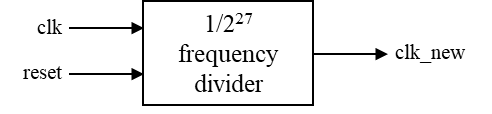 clk
reset
1/2²⁷
frequency
divider
clk_new